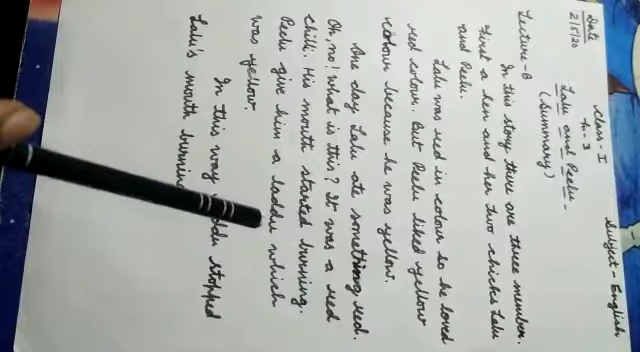 Class - I
Subject - English
Date
2/5/20
Ch. 3
Lalu and Peelu -
(Summary)
Lecture - 8
In this story there are three member.
First a hen and her two chicks Lalu
and Peelu.
Lalu was red in colour so he loved
red colour. But Peelu liked yellow
colour because he was yellow.
One day Lalu ate something red.
Oh, no! What is this? It was a red
chili. His mouth started burning.
Peelu give him a laddu which
was yellow.
In this way stopped
Lalu's mouth